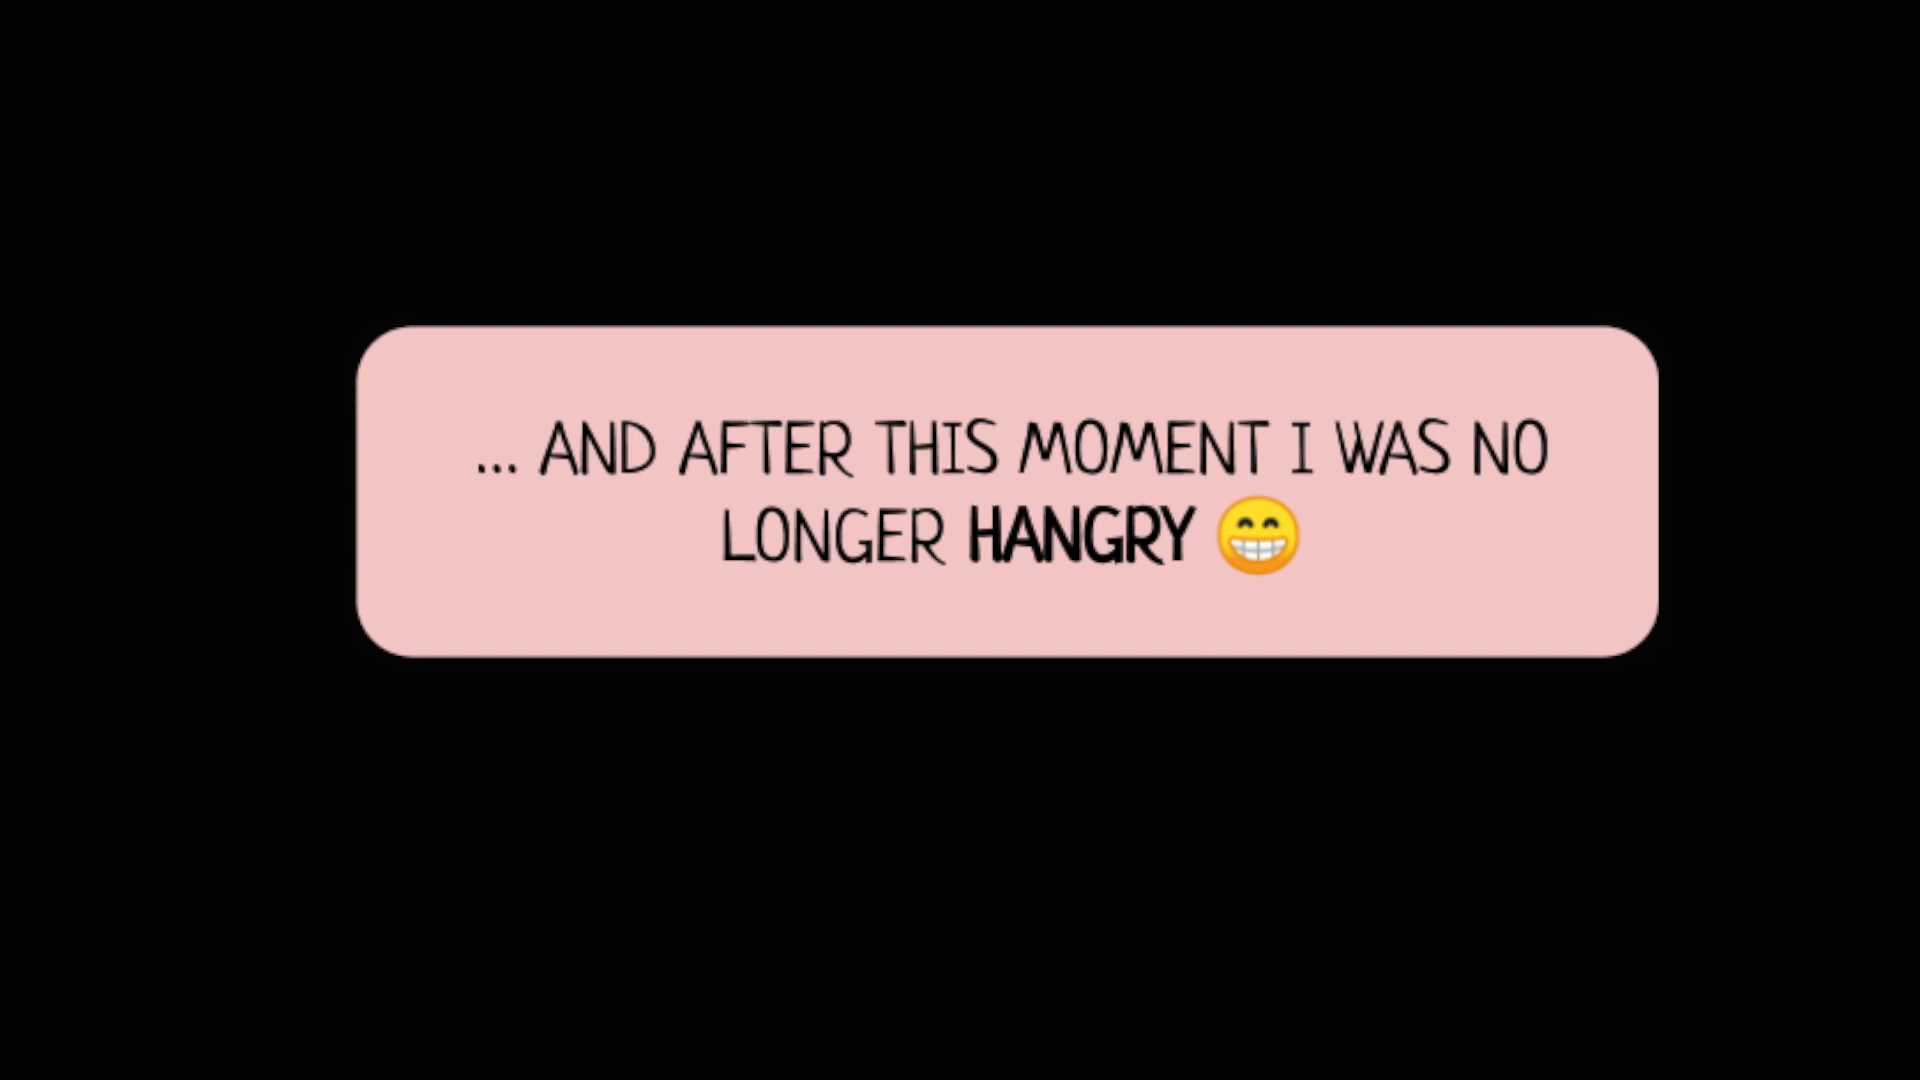 ... AND AFTER THIS MOMENT I WAS NO
LONGER HANGRY 😁